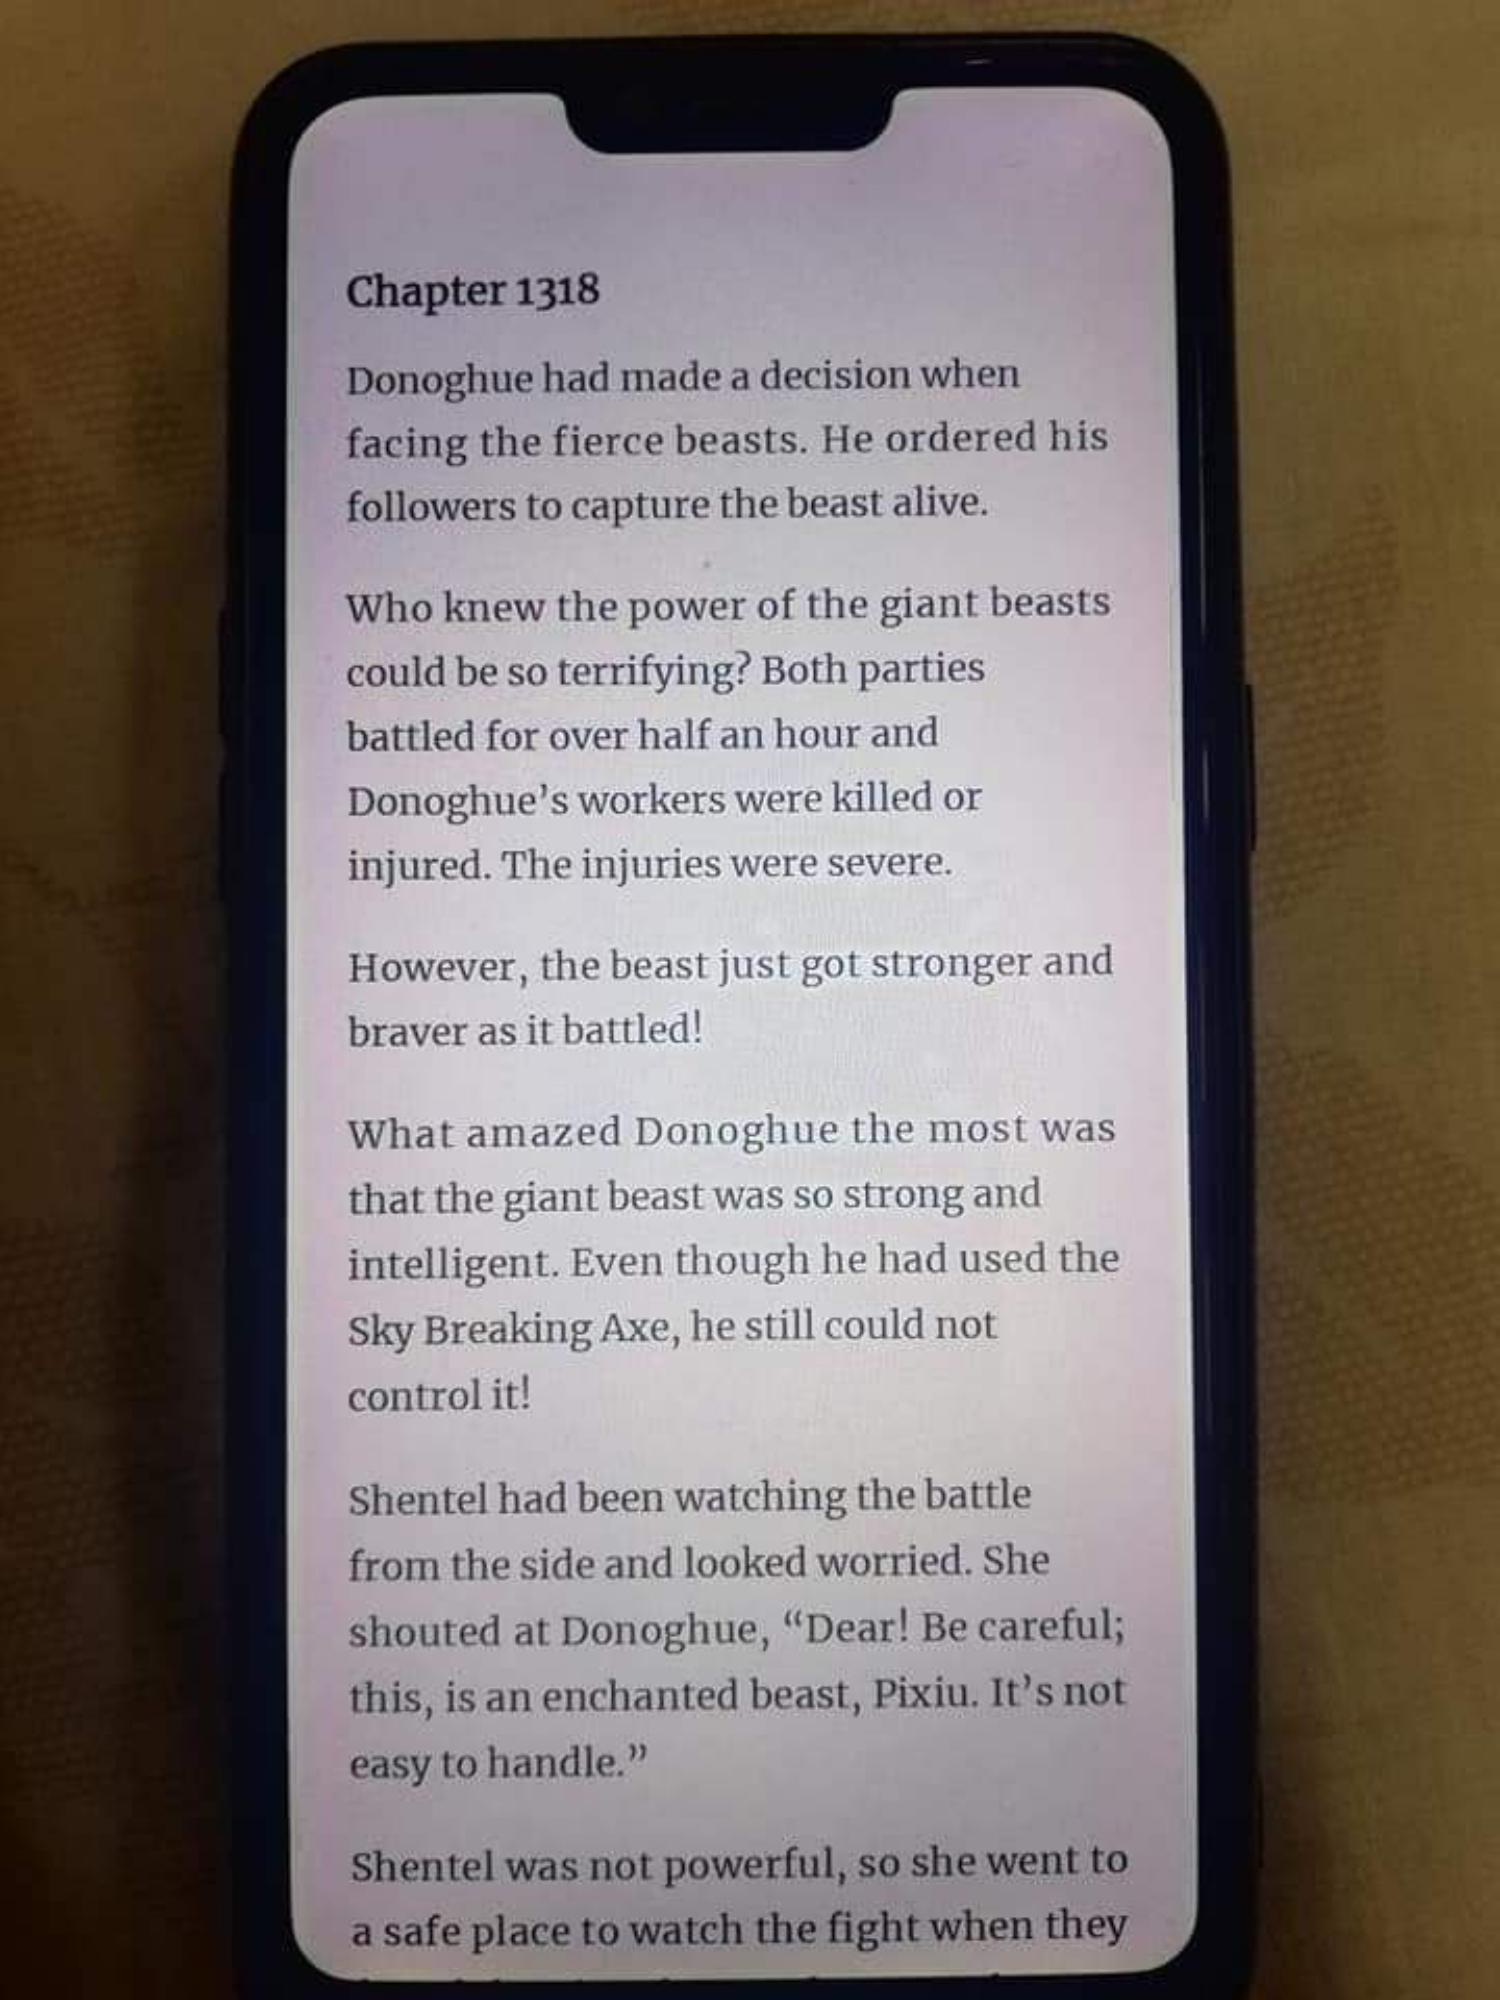 Chapter 1318
Donoghue had made a decision when
facing the fierce beasts. He ordered his
followers to capture the beast alive.
Who knew the power of the giant beasts
could be so terrifying? Both parties
battled for over half an hour and
Donoghue’s workers were killed or
injured. The injuries were severe.
However, the beast just got stronger and
braver as it battled!
What amazed Donoghue the most was
that the giant beast was so strong and
intelligent. Even though he had used the
Sky Breaking Axe, he still could not
control it!
Shentel had been watching the battle
from the side and looked worried. She
shouted at Donoghue, “Dear! Be careful;
this, is an enchanted beast, Pixiu. It’s not
easy to handle.”
Shentel was not powerful, so she went to
a safe place to watch the fight when they